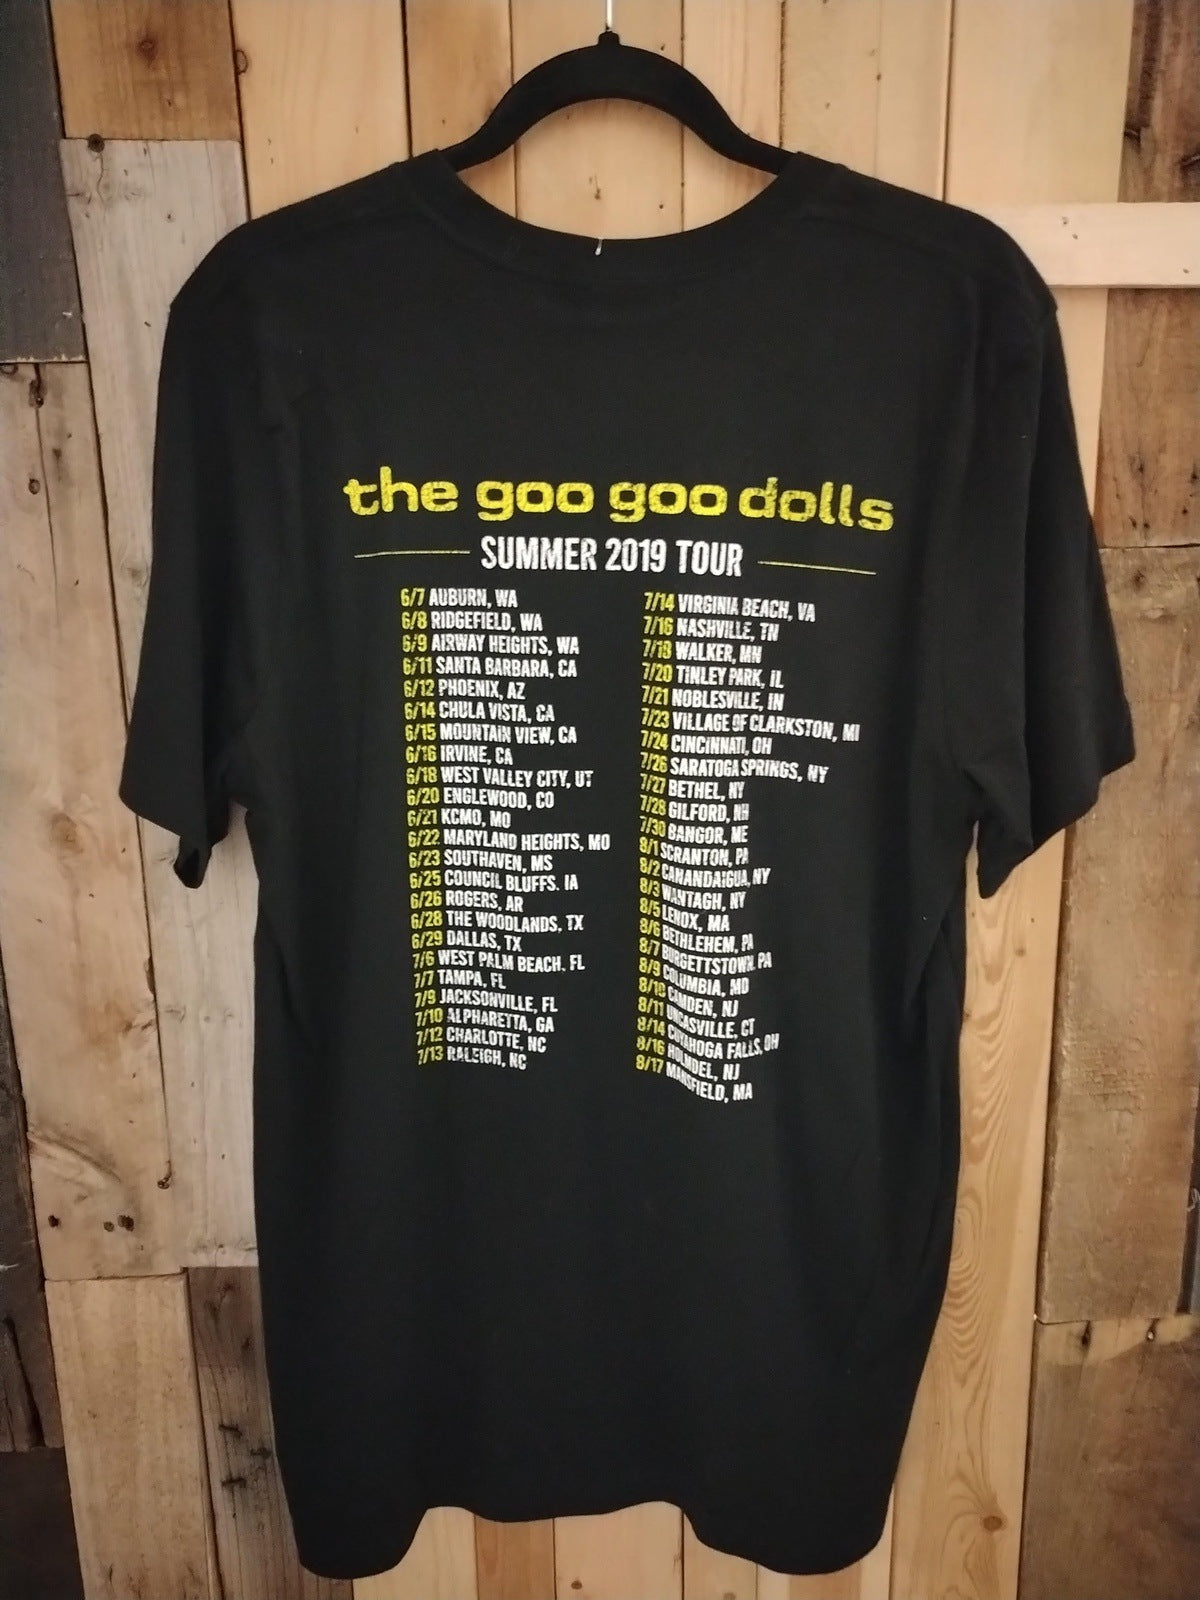 the goo goo dolls
SUMMER 2019 TOUR
6/7 AUBURN, WA
6/8 RIDGEFIELD, WA
6/9 AIRWAY HEIGHTS, WA
6/11 SANTA BARBARA, CA
6/12 PHOENIX, AZ
6/14 CHULA VISTA, CA
6/15 MOUNTAIN VIEW, CA
6/16 IRVINE, CA
6/18 WEST VALLEY CITY, UT
6/20 ENGLEWOOD, CO
6/21 KCMO, MO
6/22 MARYLAND HEIGHTS, MO
6/23 SOUTHAVEN, MS
6/25 COUNCIL BLUFFS, IA
6/26 ROGERS, AR
6/28 THE WOODLANDS, TX
6/29 DALLAS, TX
7/6 WEST PALM BEACH, FL
7/7 TAMPA, FL
7/9 JACKSONVILLE, FL
7/10 ALPHARETTA, GA
7/12 CHARLOTTE, NC
7/13 RALEIGH, NC
7/14 VIRGINIA BEACH, VA
7/16 NASHVILLE, TN
7/18 WALKER, MN
7/20 TINLEY PARK, IL
7/21 NOBLESVILLE, IN
7/23 VILLAGE OF CLARKSTON, MI
7/24 CINCINNATI, OH
7/26 SARATOGA SPRINGS, NY
7/27 BETHEL, NY
7/28 GILFORD, NH
7/30 BANGOR, ME
8/1 SCRANTON, PA
8/2 CANANDAIGUA, NY
8/3 WANTAGH, NY
8/5 LENOX, MA
8/6 BETHLEHEM, PA
8/7 BURGETTSTOWN, PA
8/9 COLUMBIA, MD
8/10 CAMDEN, NJ
8/11 UNCASVILLE, CT
8/14 CUYAHOGA FALLS, OH
8/16 HOLMDEL, NJ
8/17 MANSFIELD, MA